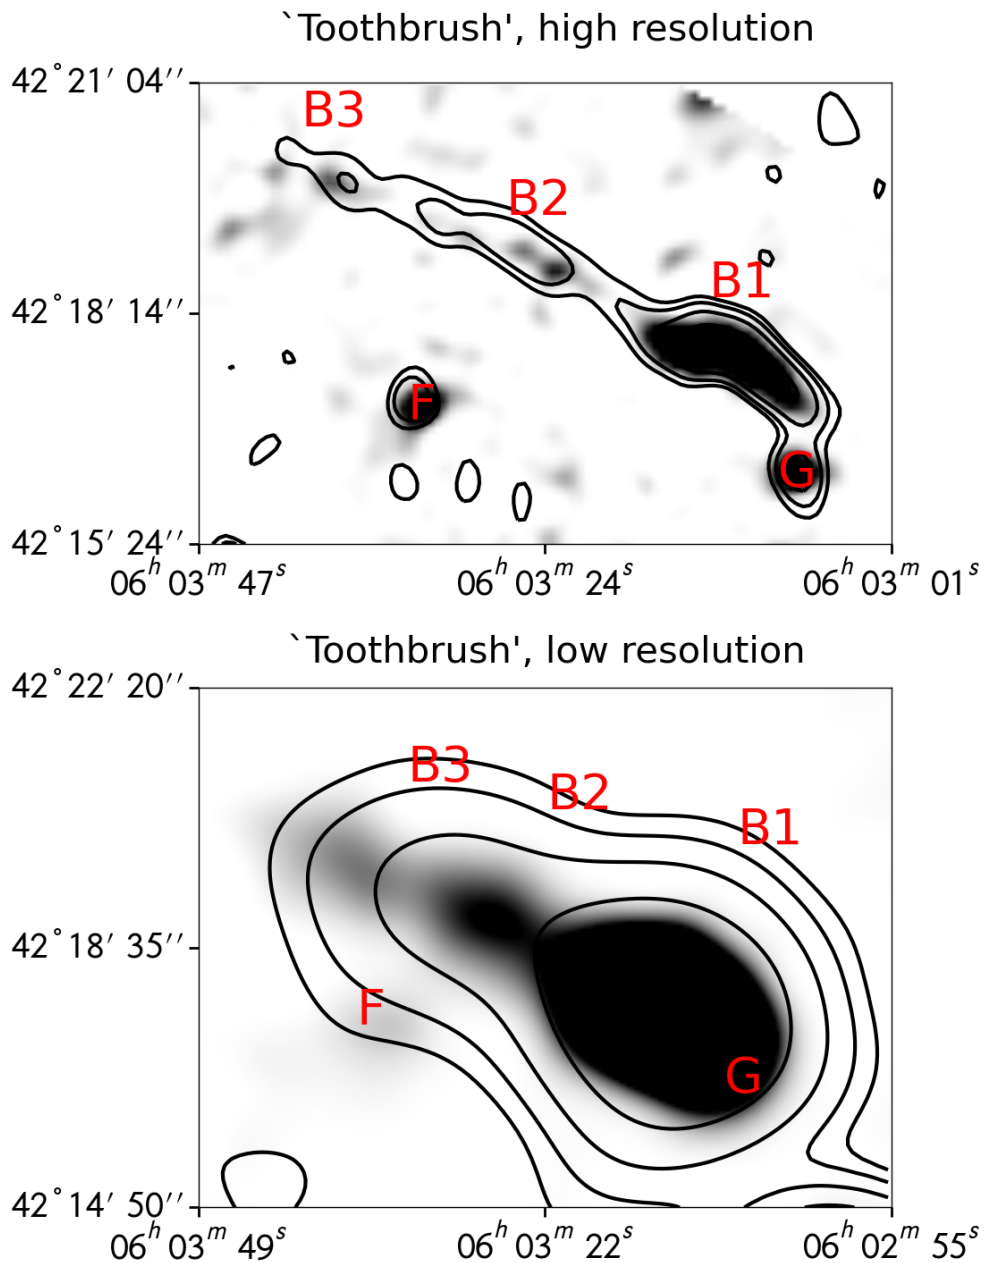 `Toothbrush', high resolution
42°21′ 04′′
B3
B2
B1
42°18′ 14′′
F
G
42°15′ 24′′
06ʰ 03ᵐ 47ˢ 06ʰ 03ᵐ 24ˢ 06ʰ 03ᵐ 01ˢ
`Toothbrush', low resolution
42°22′ 20′′
B3
B2
B1
42°18′ 35′′
F
G
42°14′ 50′′
06ʰ 03ᵐ 49ˢ 06ʰ 03ᵐ 22ˢ 06ʰ 02ᵐ 55ˢ